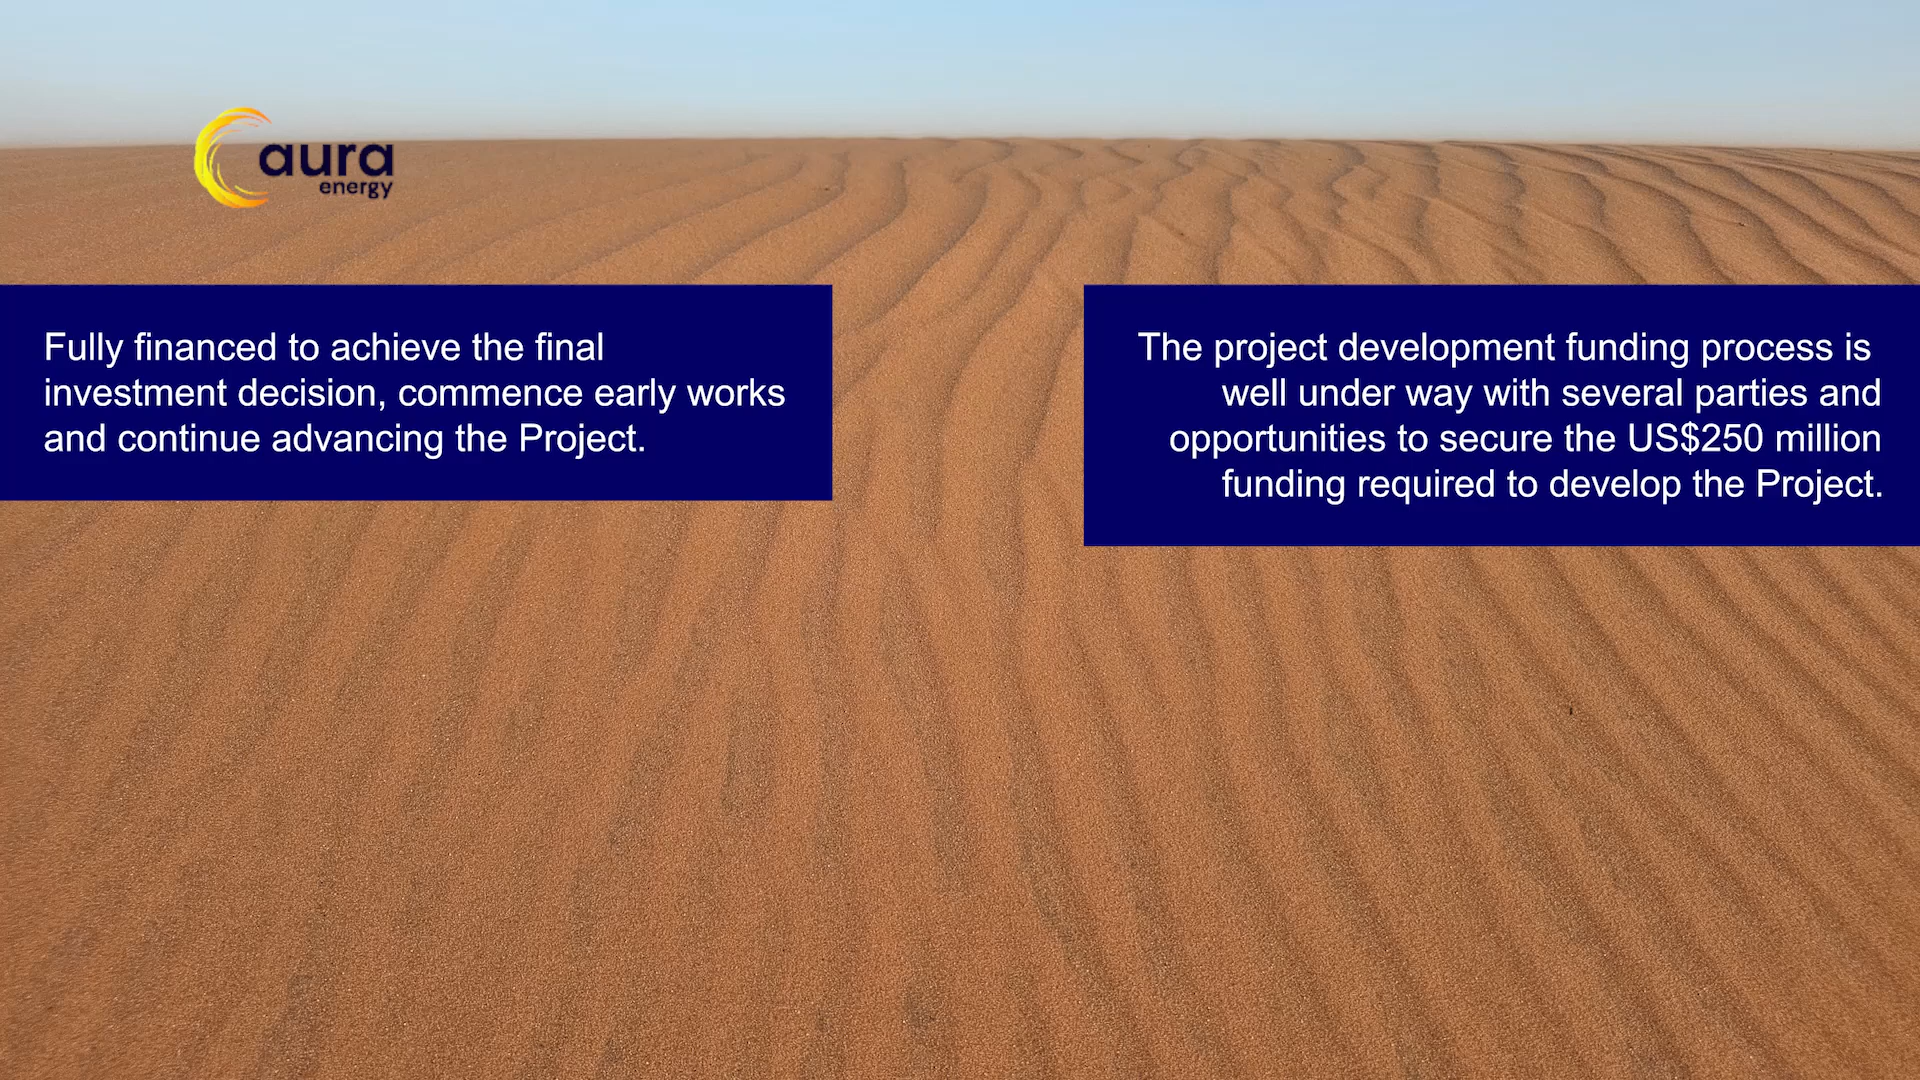 aura
energy
Fully financed to achieve the final
investment decision, commence early works
and continue advancing the Project.
The project development funding process is
well under way with several parties and
opportunities to secure the US$250 million
funding required to develop the Project.